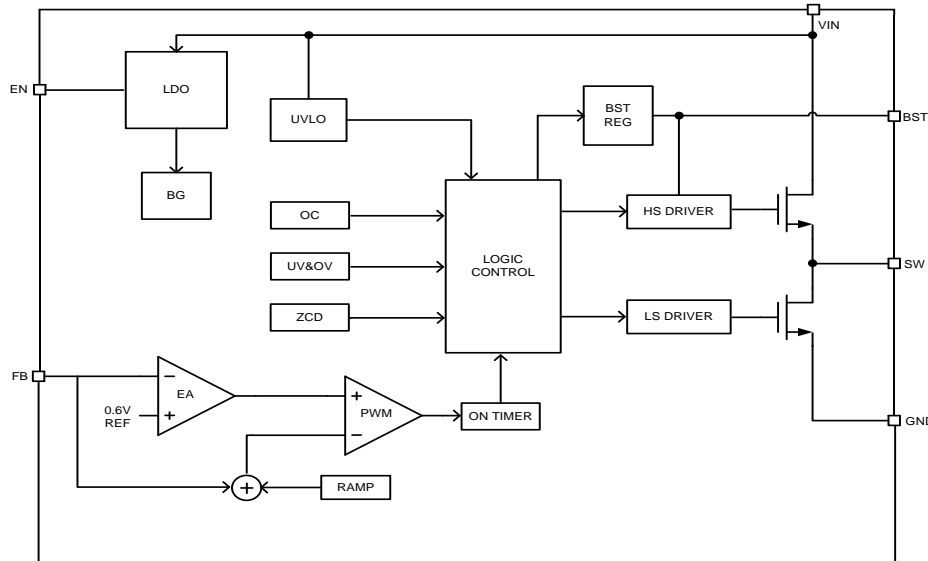 VIN
EN
LDO
UVLO
BST
REG
BST
BG
OC
UV&OV
ZCD
LOGIC
CONTROL
HS DRIVER
SW
LS DRIVER
FB
EA
0.6V
REF
PWM
ON TIMER
GND
RAMP
−
+
+
−
+